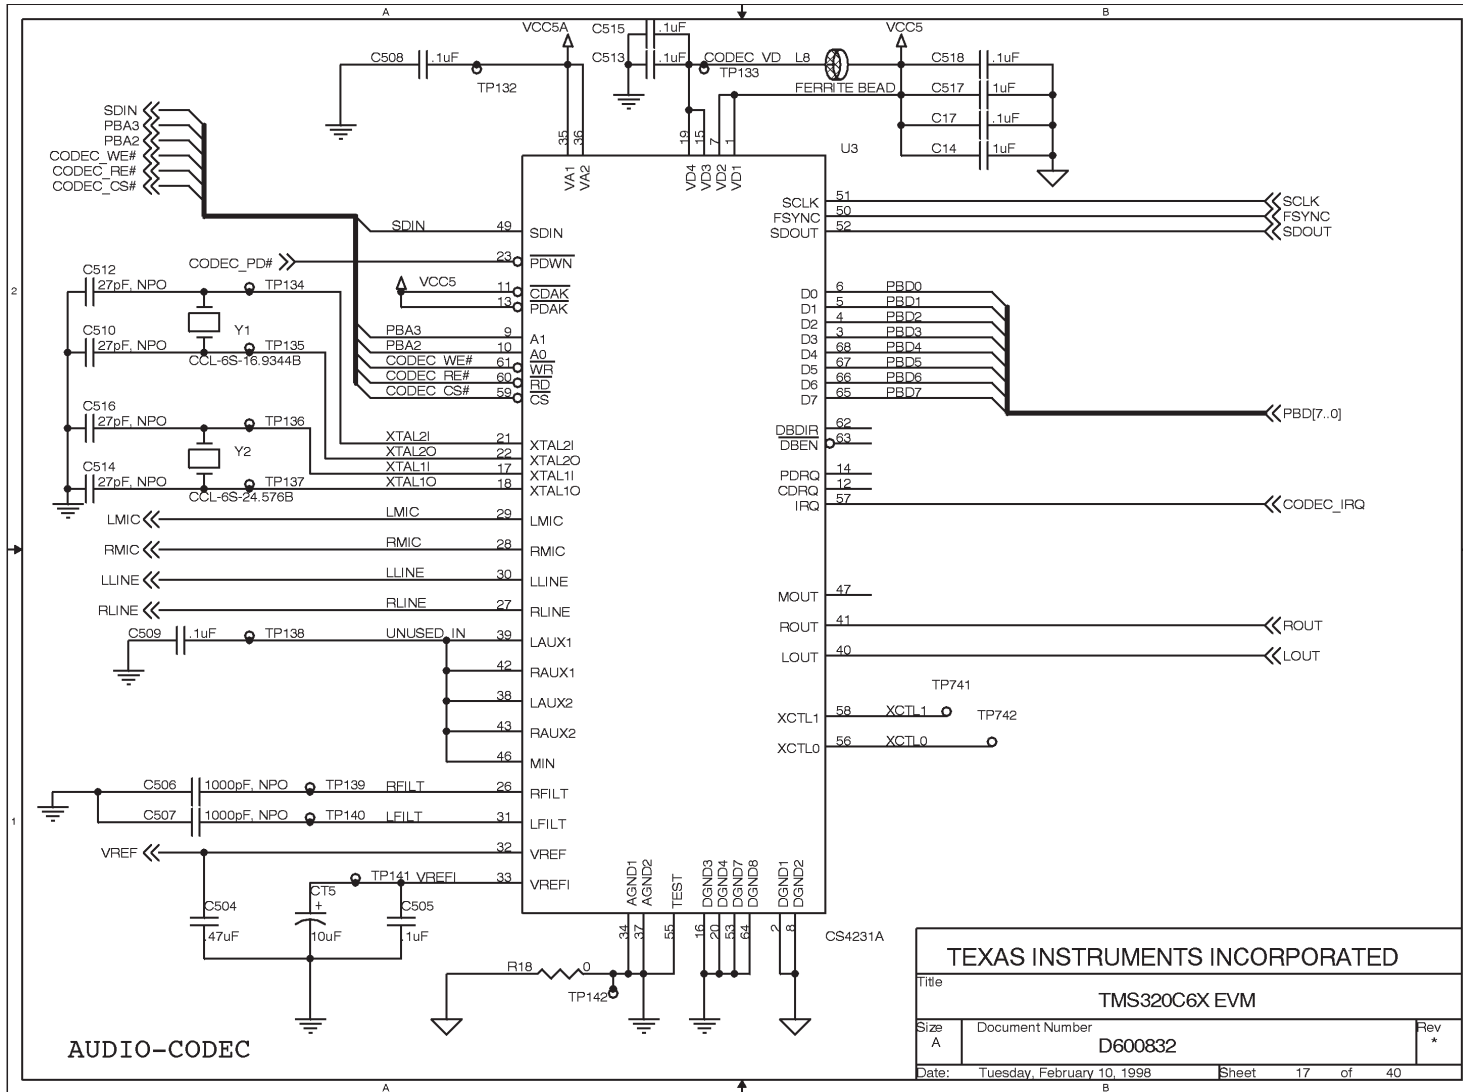 A
B
VCC5A
C515
.1uF
VCC5
C508
.1uF
TP132
C513
.1uF
CODEC_VD
L8
TP133
FERRITE BEAD
C518
.1uF
C517
.1uF
C17
.1uF
C14
.1uF
SDIN
PBA3
PBA2
CODEC_WE#
CODEC_RE#
CODEC_CS#
35
36
19
15
7
1
VA1
VA2
VD4
VD3
VD2
VD1
U3
SDIN
49
SDIN
SCLK
51
SCLK
FSYNC
50
FSYNC
SDOUT
52
SDOUT
CODEC_PD#
23
PDWN
VCC5
11
CDAK
13
PDAK
2
C512
27pF, NPO
TP134
Y1
C510
27pF, NPO
TP135
CCL-6S-16.9344B
PBA3
9
A1
PBA2
10
A0
CODEC_WE#
61
WR
CODEC_RE#
60
RD
CODEC_CS#
59
CS
D0
6
PBD0
D1
5
PBD1
D2
4
PBD2
D3
3
PBD3
D4
68
PBD4
D5
67
PBD5
D6
66
PBD6
D7
65
PBD7
PBD[7..0]
C516
27pF, NPO
TP136
Y2
C514
27pF, NPO
TP137
CCL-6S-24.576B
XTAL2I
21
XTAL2I
XTAL2O
22
XTAL2O
XTAL1I
17
XTAL1I
XTAL1O
18
XTAL1O
DBDIR
62
DBEN
63
PDRQ
14
CDRQ
12
IRQ
57
CODEC_IRQ
LMIC
LMIC
29
LMIC
RMIC
RMIC
28
RMIC
LLINE
LLINE
30
LLINE
RLINE
RLINE
27
RLINE
MOUT
47
ROUT
41
ROUT
LOUT
40
LOUT
C509
.1uF
TP138
UNUSED_IN
39
LAUX1
42
RAUX1
38
LAUX2
43
RAUX2
46
MIN
TP741
XCTL1
58
XCTL1
TP742
XCTL0
56
XCTL0
1
C506
1000pF, NPO
TP139
RFILT
26
RFILT
C507
1000pF, NPO
TP140
LFILT
31
LFILT
VREF
32
VREF
TP141
VREFI
33
VREFI
C504
.47uF
CT5
+
10uF
C505
.1uF
AGND1
AGND2
TEST
DGND3
DGND4
DGND7
DGND8
DGND1
DGND2
34
37
55
16
20
53
64
2
8
CS4231A
R18
0
TP142
AUDIO-CODEC
TEXAS INSTRUMENTS INCORPORATED
Title
TMS320C6X EVM
Size
A
Document Number
D600832
Rev
*
Date:
Tuesday, February 10, 1998
Sheet
17
of
40
A
B